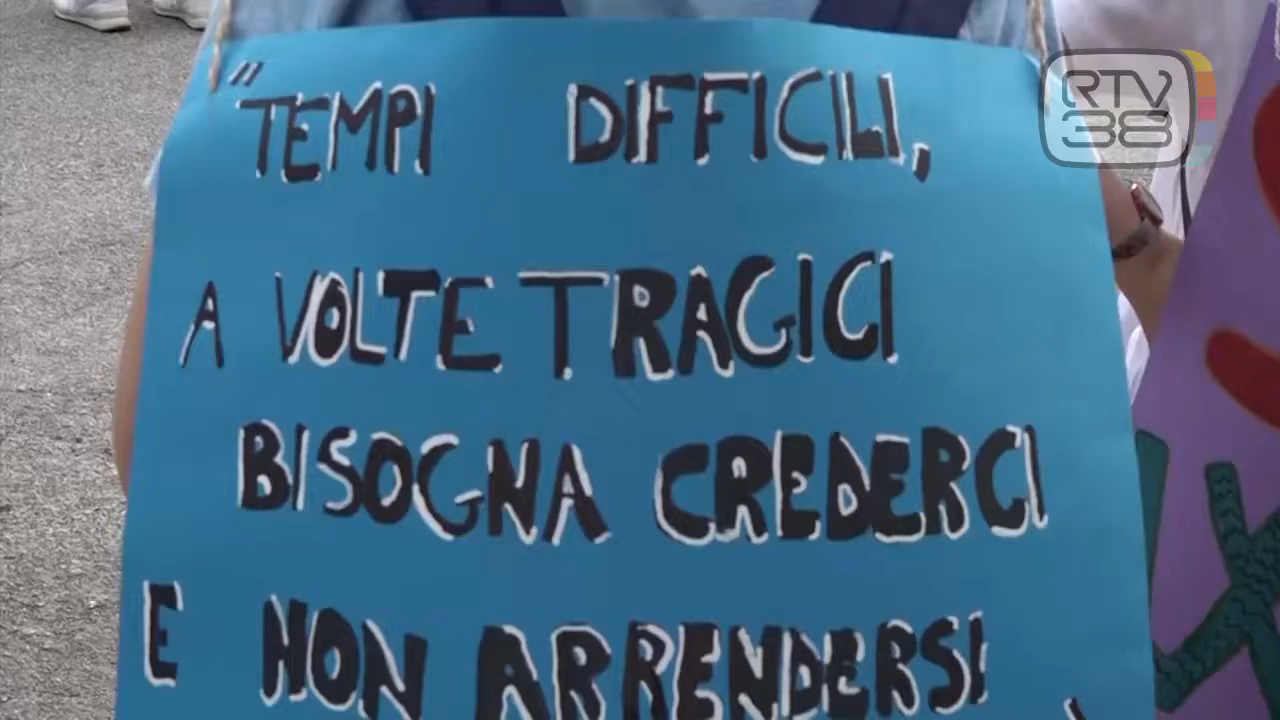 "TEMPI DIFFICILI,
A VOLTE TRAGICI
BISOGNA CREDERCI
E NON ARRENDERSI
RTV
38